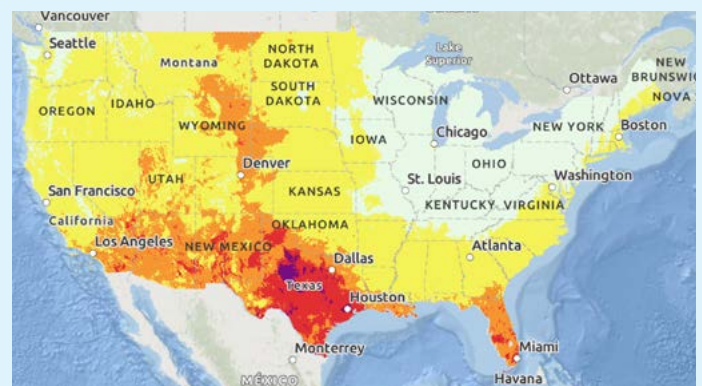 Vancouver
Seattle
Montana
NORTH
DAKOTA
Lake
Superior
Ottawa
NEW
BRUNSWIC
NOVA
OREGON
IDAHO
SOUTH
DAKOTA
WISCONSIN
WYOMING
IOWA
Chicago
NEW YORK
Boston
San Francisco
UTAH
Denver
KANSAS
St. Louis
OHIO
Washington
KENTUCKY
VIRGINIA
California
Los Angeles
NEW MEXICO
OKLAHOMA
Atlanta
Dallas
Texas
Houston
Monterrey
Miami
Havana
MÉXICO